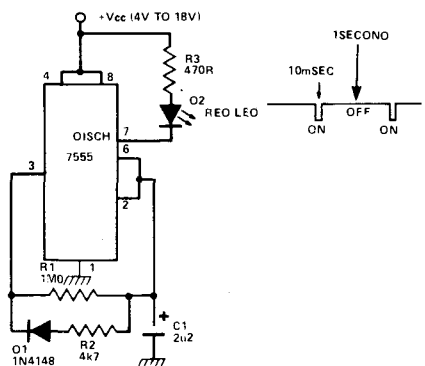 +Vcc (4V TO 18V)
4
8
R3
470R
O2
REO LEO
OISCH
7
7555
6
3
2
R1
1M0
1
+
C1
2u2
O1
1N4148
R2
4k7
1SECONO
10mSEC
OFF
ON
ON